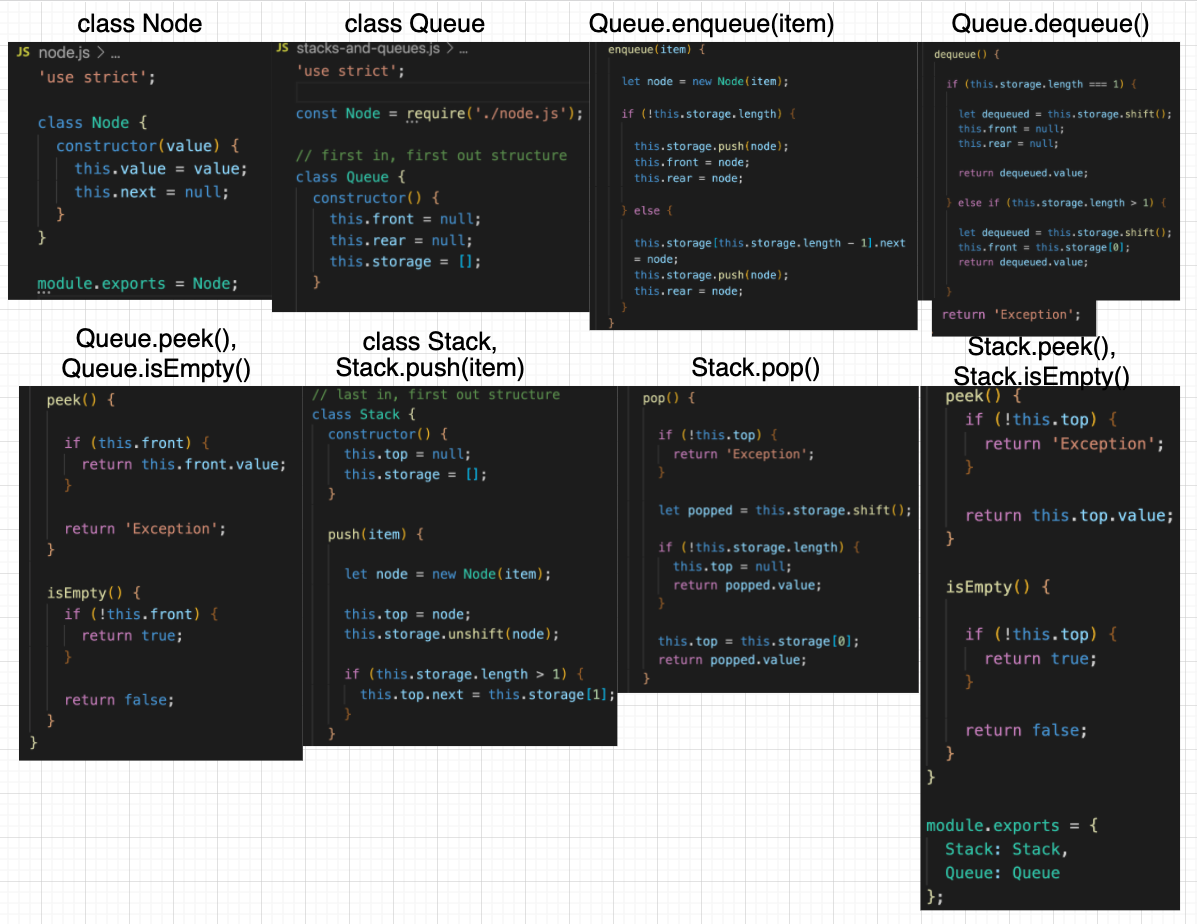 class Node
JS node.js > ...
'use strict';
class Node {
constructor(value) {
this.value = value;
this.next = null;
}
}
module.exports = Node;
class Queue
JS stacks-and-queues.js > ...
'use strict';
const Node = require('./node.js');
// first in, first out structure
class Queue {
constructor() {
this.front = null;
this.rear = null;
this.storage = [];
}
Queue.enqueue(item)
enqueue(item) {
let node = new Node(item);
if (!this.storage.length) {
this.storage.push(node);
this.front = node;
this.rear = node;
} else {
this.storage[this.storage.length - 1].next
= node;
this.storage.push(node);
this.rear = node;
}
}
Queue.dequeue()
dequeue() {
if (this.storage.length === 1) {
let dequeued = this.storage.shift();
this.front = null;
this.rear = null;
return dequeued.value;
} else if (this.storage.length > 1) {
let dequeued = this.storage.shift();
this.front = this.storage[0];
return dequeued.value;
}
return 'Exception';
Queue.peek(),
Queue.isEmpty()
peek() {
if (this.front) {
return this.front.value;
}
return 'Exception';
}
isEmpty() {
if (!this.front) {
return true;
}
return false;
}
}
class Stack,
Stack.push(item)
// last in, first out structure
class Stack {
constructor() {
this.top = null;
this.storage = [];
}
push(item) {
let node = new Node(item);
this.top = node;
this.storage.unshift(node);
if (this.storage.length > 1) {
this.top.next = this.storage[1];
}
}
Stack.pop()
pop() {
if (!this.top) {
return 'Exception';
}
let popped = this.storage.shift();
if (!this.storage.length) {
this.top = null;
return popped.value;
}
this.top = this.storage[0];
return popped.value;
}
Stack.peek(),
Stack.isEmpty()
peek() {
if (!this.top) {
return 'Exception';
}
return this.top.value;
}
isEmpty() {
if (!this.top) {
return true;
}
return false;
}
}
module.exports = {
Stack: Stack,
Queue: Queue
};